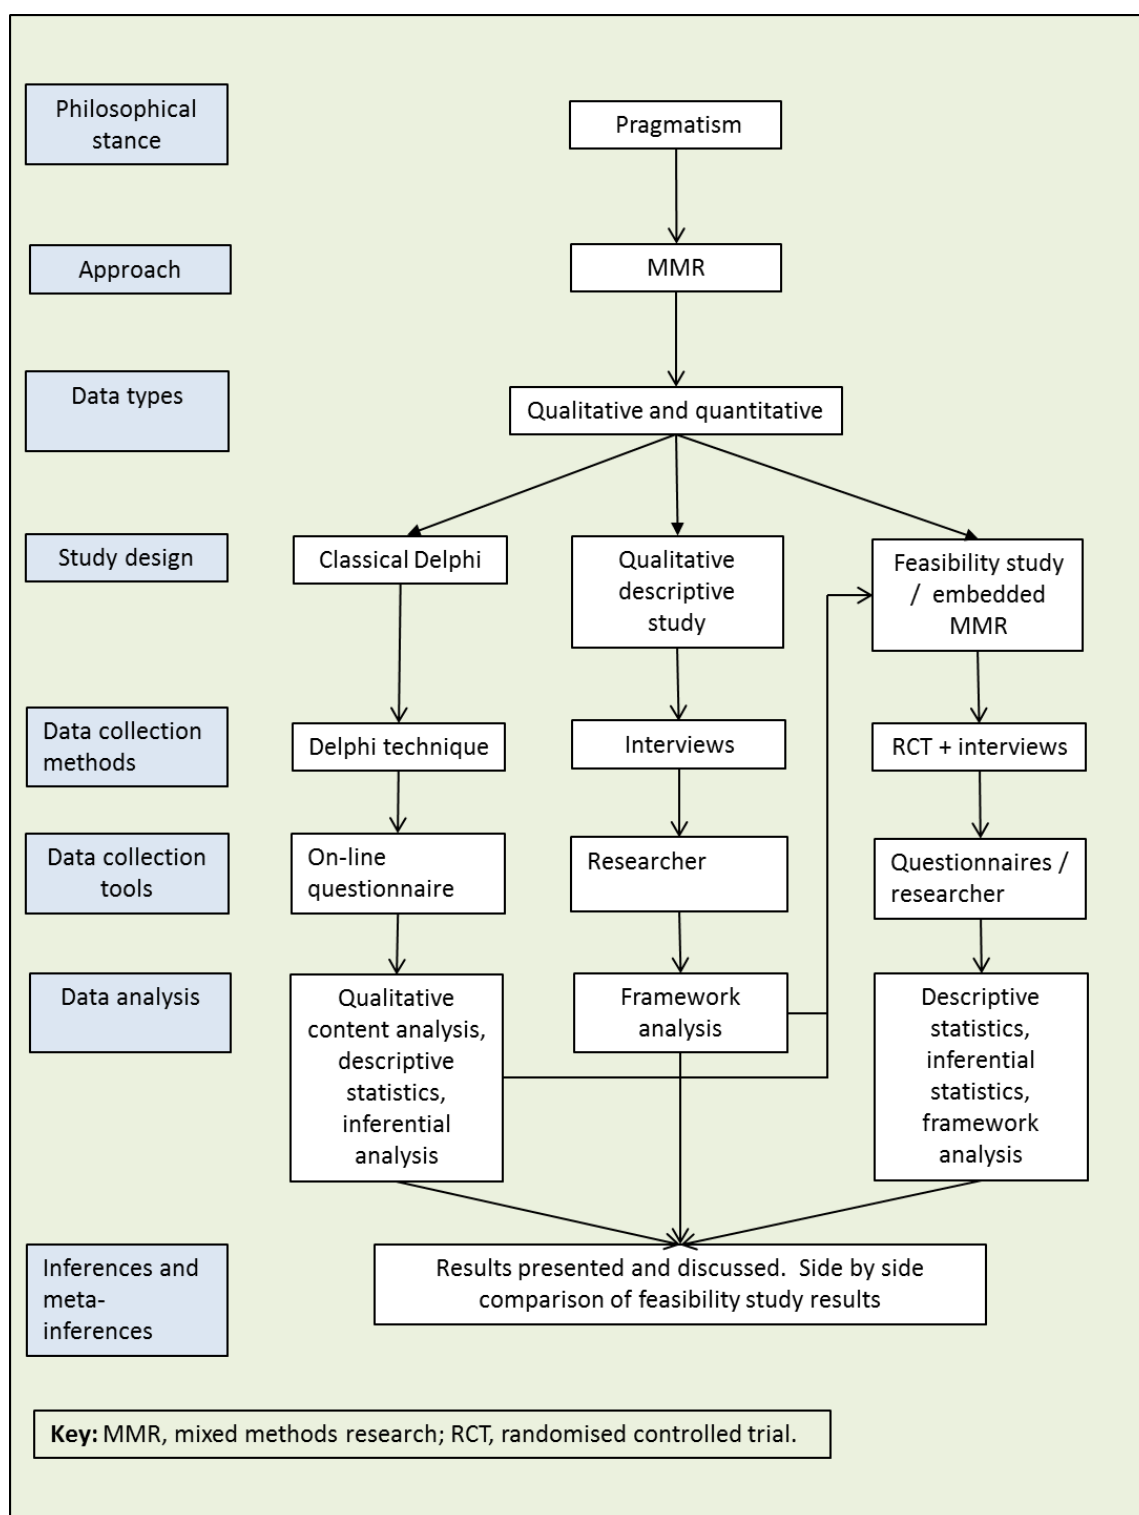 Philosophical
stance
Pragmatism
Approach
MMR
Data types
Qualitative and quantitative
Study design
Classical Delphi
Qualitative
descriptive
study
Feasibility study
/ embedded
MMR
Data collection
methods
Delphi technique
Interviews
RCT + interviews
Data collection
tools
On-line
questionnaire
Researcher
Questionnaires /
researcher
Data analysis
Qualitative
content analysis,
descriptive
statistics,
inferential
analysis
Framework
analysis
Descriptive
statistics,
inferential
statistics,
framework
analysis
Inferences and
meta-
inferences
Results presented and discussed.  Side by side
comparison of feasibility study results
Key: MMR, mixed methods research; RCT, randomised controlled trial.